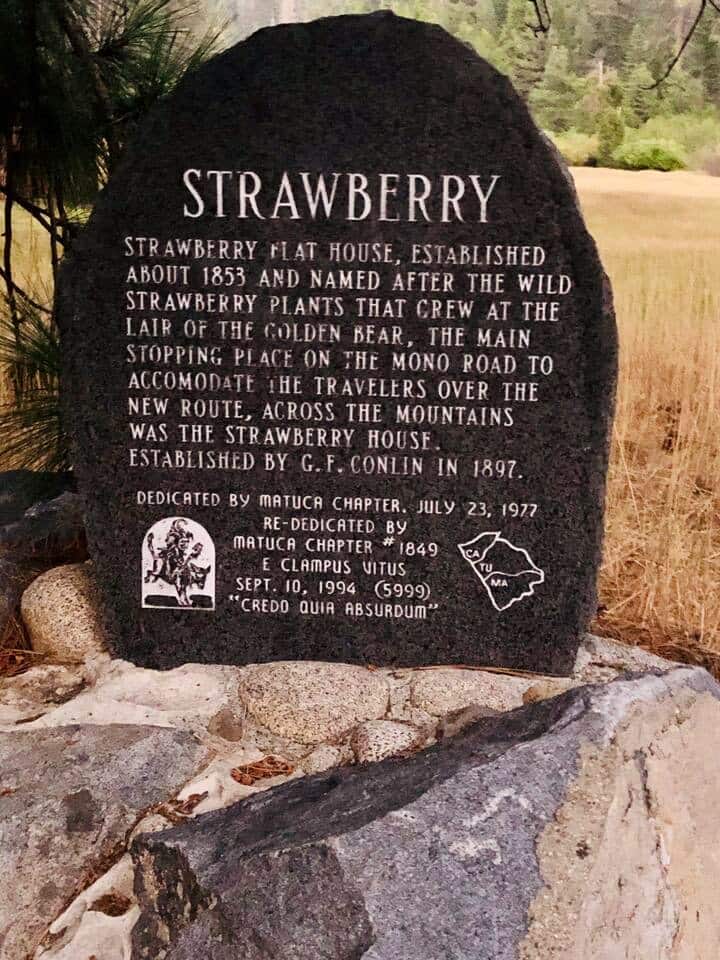 STRAWBERRY
STRAWBERRY FLAT HOUSE, ESTABLISHED
ABOUT 1853 AND NAMED AFTER THE WILD
STRAWBERRY PLANTS THAT GREW AT THE
LAIR OF THE GOLDEN BEAR, THE MAIN
STOPPING PLACE ON THE MONO ROAD TO
ACCOMODATE THE TRAVELERS OVER THE
NEW ROUTE, ACROSS THE MOUNTAINS
WAS THE STRAWBERRY HOUSE.
ESTABLISHED BY G.F. CONLIN IN 1897.
DEDICATED BY MATUCA CHAPTER. JULY 23, 1977
RE-DEDICATED BY
MATUCA CHAPTER #1849
E CLAMPUS VITUS
SEPT. 10, 1994 (5999)
"CREDO QUIA ABSURDUM"
CA
TU
MA